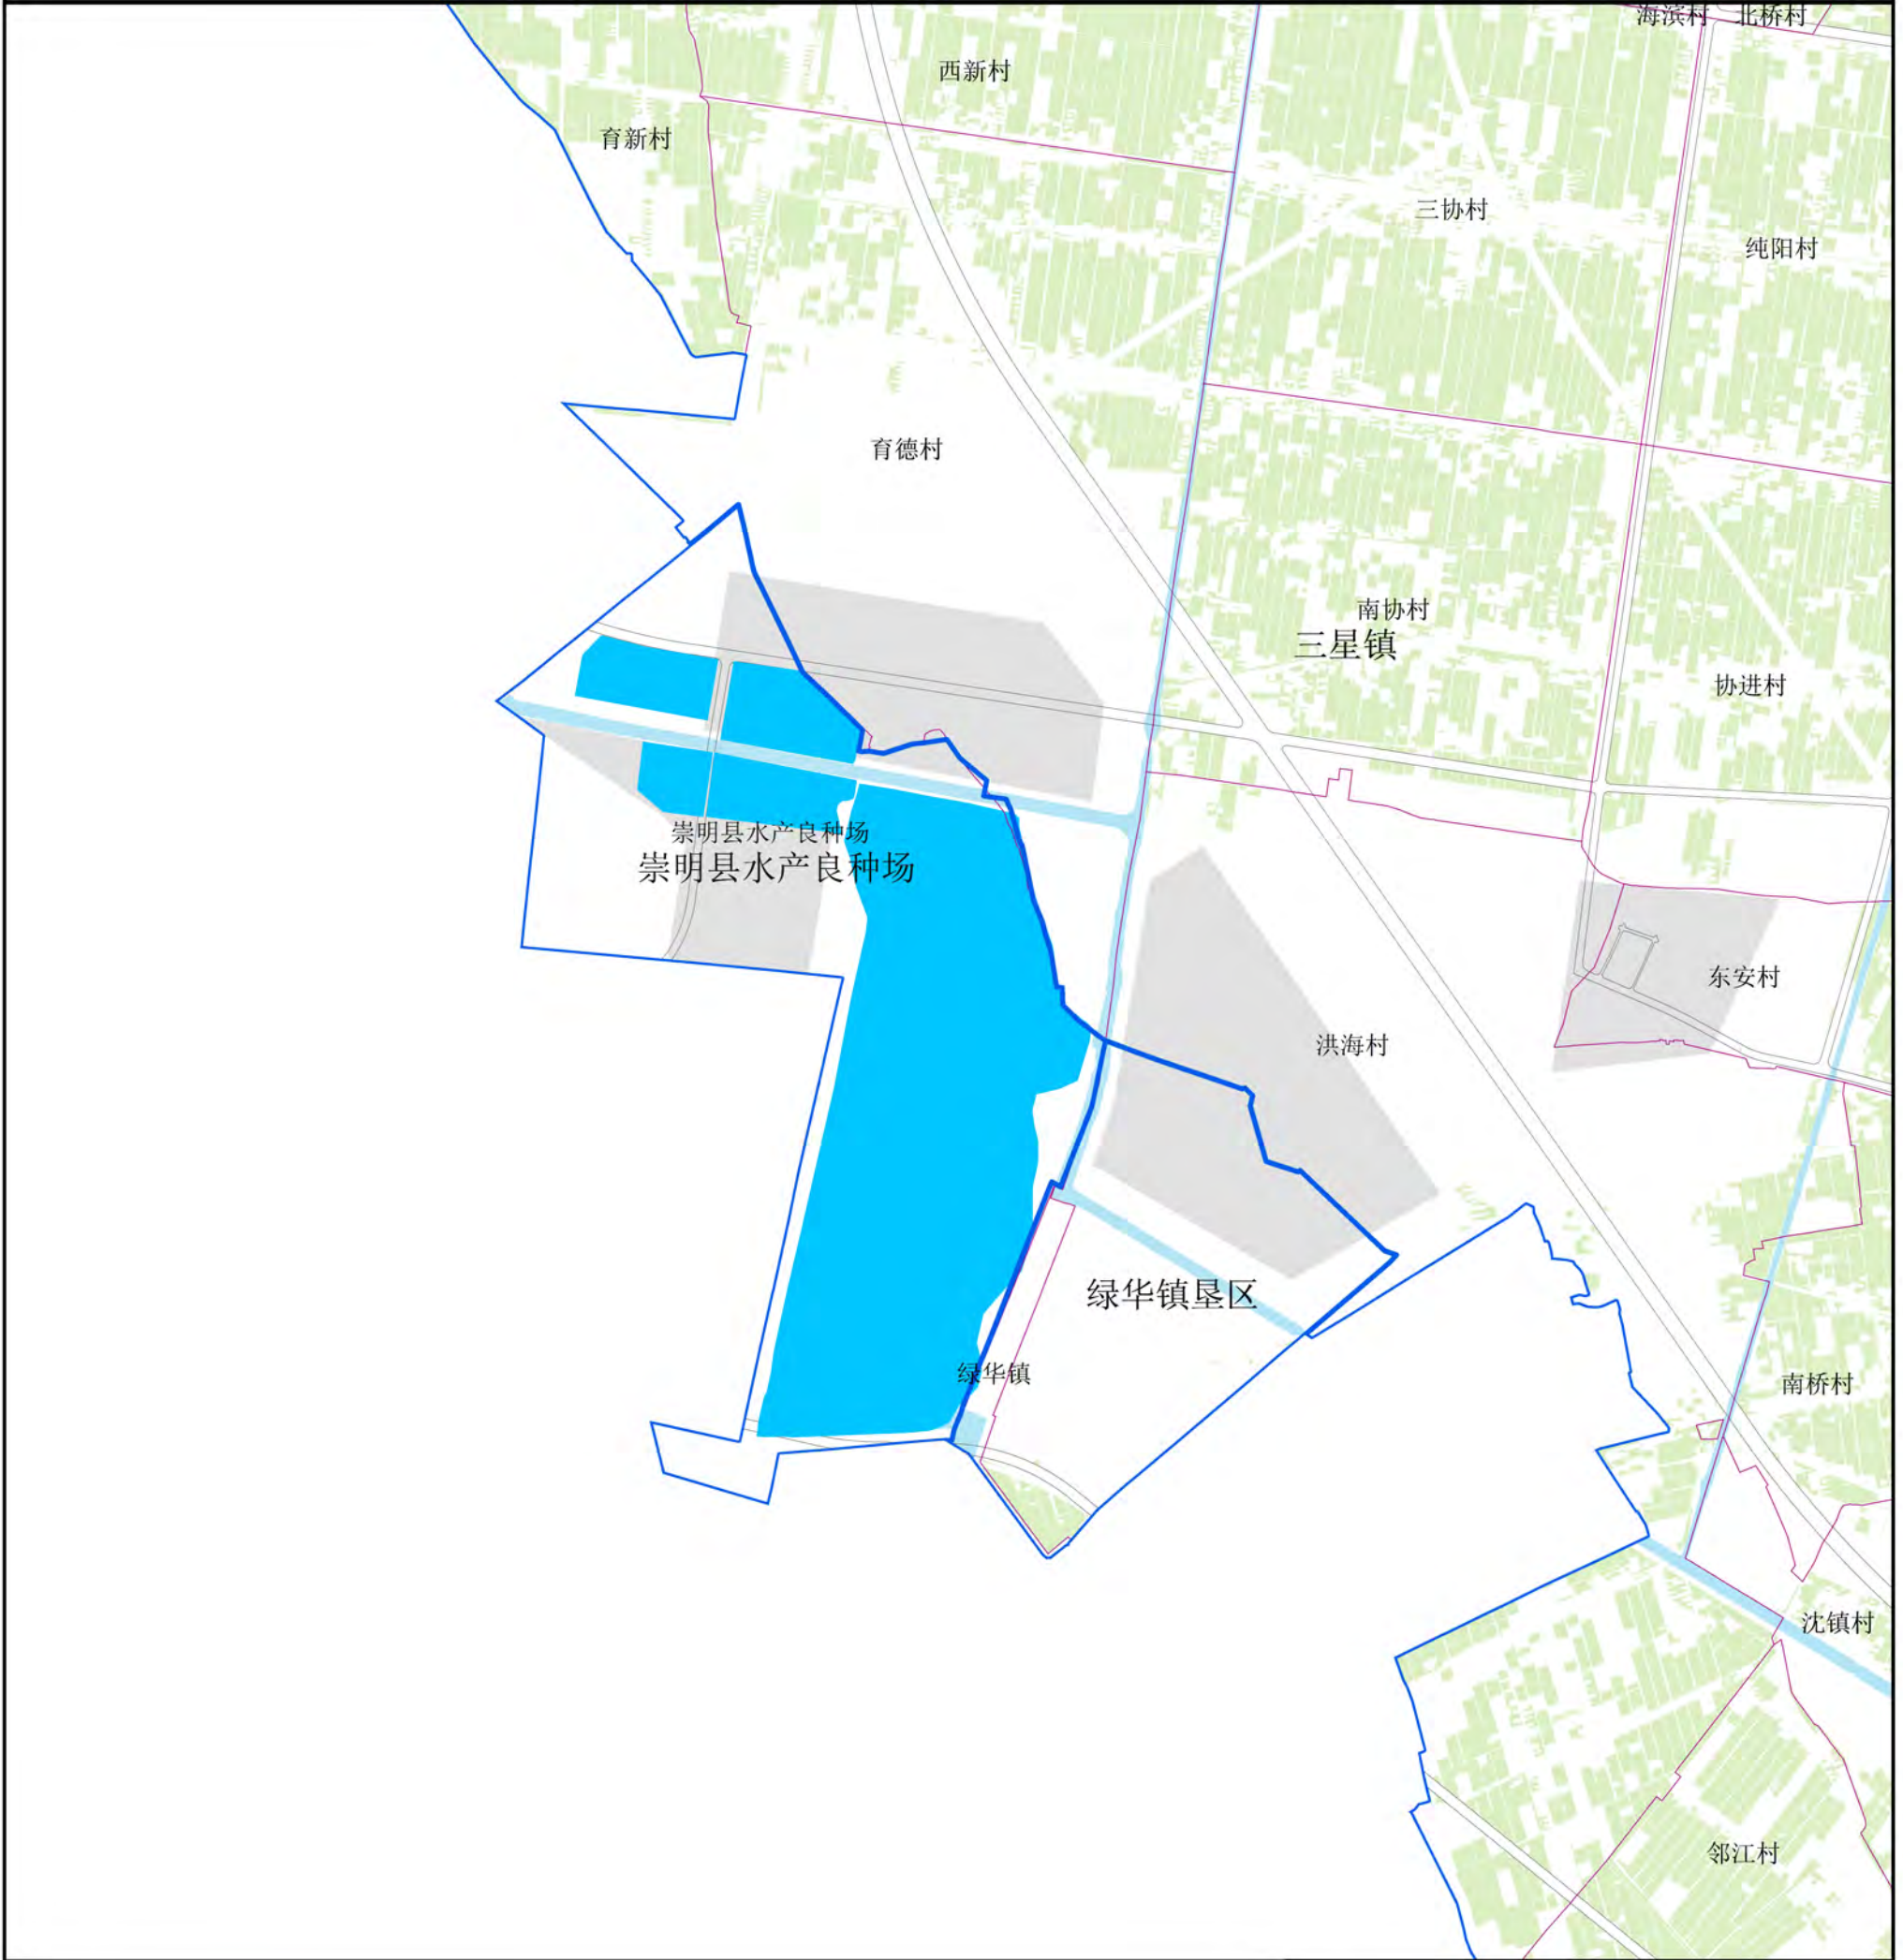 海滨村 北桥村
西新村
育新村
三协村
纯阳村
育德村
南协村
三星镇
协进村
崇明县水产良种场
崇明县水产良种场
东安村
洪海村
绿华镇垦区
绿华镇
南桥村
沈镇村
邻江村